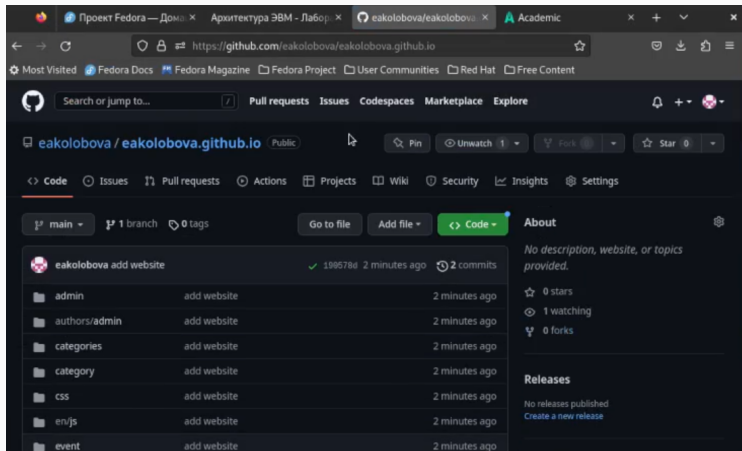 Проект Fedora — Дома × Архитектура ЭВМ - Лабор × eakolobova/eakolobova. × Academic × + ×
https://github.com/eakolobova/eakolobova.github.io
Most Visited Fedora Docs Fedora Magazine Fedora Project User Communities Red Hat Free Content
Search or jump to... / Pull requests Issues Codespaces Marketplace Explore +
eakolobova / eakolobova.github.io Public Pin Unwatch 1 Fork Star 0
<> Code Issues Pull requests Actions Projects Wiki Security Insights Settings
main 1 branch 0 tags Go to file Add file <> Code About
No description, website, or topics
provided.
eakolobova add website 190578d 2 minutes ago 2 commits
0 stars
admin add website 2 minutes ago
1 watching
authors/admin add website 2 minutes ago
0 forks
categories add website 2 minutes ago
category add website 2 minutes ago
Releases
css add website 2 minutes ago
No releases published
Create a new release
en/js add website 2 minutes ago
event add website 2 minutes ago